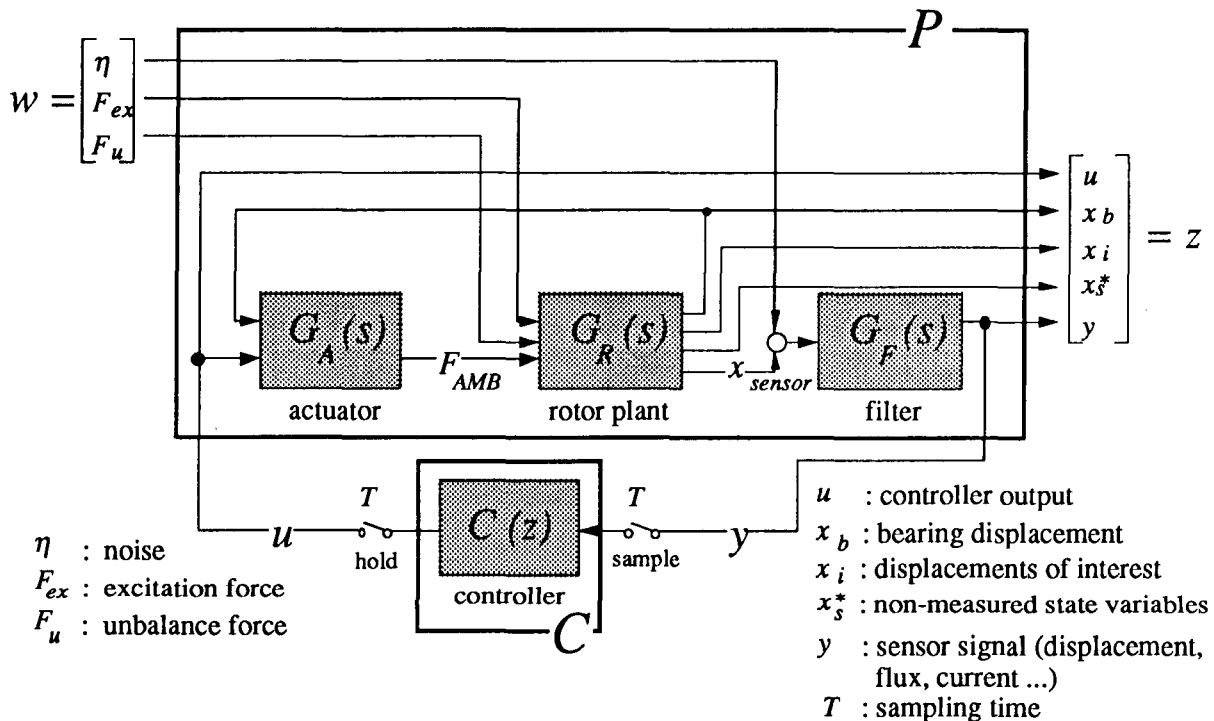 P
w = [ η
F_ex
F_u ]
[ u
x_b
x_i
x_s^*
y ] = z
G_A(s)
actuator
F_AMB
G_R(s)
rotor plant
x
sensor
G_F(s)
filter
u
T
hold
C(z)
controller
C
T
sample
y
η : noise
F_ex : excitation force
F_u : unbalance force
u : controller output
x_b : bearing displacement
x_i : displacements of interest
x_s^* : non-measured state variables
y : sensor signal (displacement,
flux, current ...)
T : sampling time